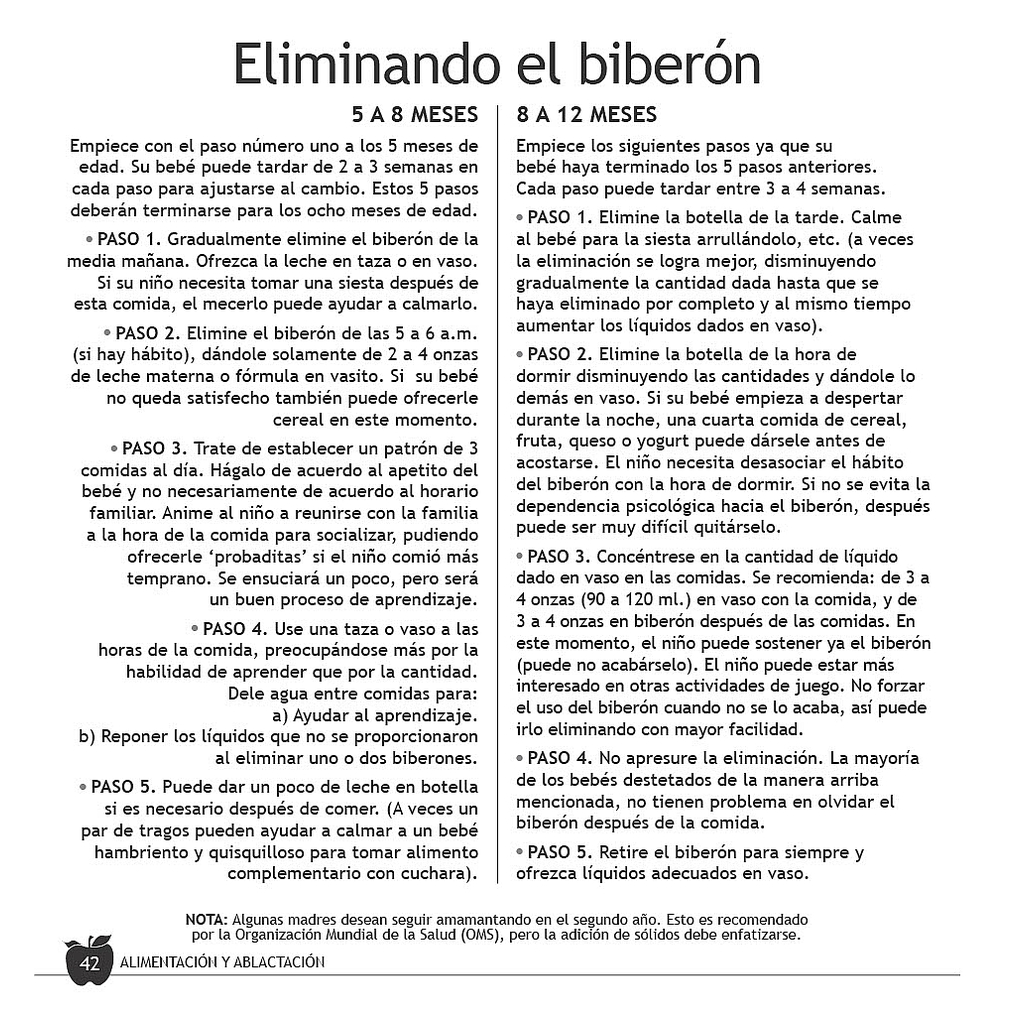 Eliminando el biberón
5 A 8 MESES
Empiece con el paso número uno a los 5 meses de
edad. Su bebé puede tardar de 2 a 3 semanas en
cada paso para ajustarse al cambio. Estos 5 pasos
deberán terminarse para los ocho meses de edad.
• PASO 1. Gradualmente elimine el biberón de la
media mañana. Ofrezca la leche en taza o en vaso.
Si su niño necesita tomar una siesta después de
esta comida, el mecerlo puede ayudar a calmarlo.
• PASO 2. Elimine el biberón de las 5 a 6 a.m.
(si hay hábito), dándole solamente de 2 a 4 onzas
de leche materna o fórmula en vasito. Si  su bebé
no queda satisfecho también puede ofrecerle
cereal en este momento.
• PASO 3. Trate de establecer un patrón de 3
comidas al día. Hágalo de acuerdo al apetito del
bebé y no necesariamente de acuerdo al horario
familiar. Anime al niño a reunirse con la familia
a la hora de la comida para socializar, pudiendo
ofrecerle ‘probaditas’ si el niño comió más
temprano. Se ensuciará un poco, pero será
un buen proceso de aprendizaje.
• PASO 4. Use una taza o vaso a las
horas de la comida, preocupándose más por la
habilidad de aprender que por la cantidad.
Dele agua entre comidas para:
a) Ayudar al aprendizaje.
b) Reponer los líquidos que no se proporcionaron
al eliminar uno o dos biberones.
• PASO 5. Puede dar un poco de leche en botella
si es necesario después de comer. (A veces un
par de tragos pueden ayudar a calmar a un bebé
hambriento y quisquilloso para tomar alimento
complementario con cuchara).
8 A 12 MESES
Empiece los siguientes pasos ya que su
bebé haya terminado los 5 pasos anteriores.
Cada paso puede tardar entre 3 a 4 semanas.
• PASO 1. Elimine la botella de la tarde. Calme
al bebé para la siesta arrullándolo, etc. (a veces
la eliminación se logra mejor, disminuyendo
gradualmente la cantidad dada hasta que se
haya eliminado por completo y al mismo tiempo
aumentar los líquidos dados en vaso).
• PASO 2. Elimine la botella de la hora de
dormir disminuyendo las cantidades y dándole lo
demás en vaso. Si su bebé empieza a despertar
durante la noche, una cuarta comida de cereal,
fruta, queso o yogurt puede dársele antes de
acostarse. El niño necesita desasociar el hábito
del biberón con la hora de dormir. Si no se evita la
dependencia psicológica hacia el biberón, después
puede ser muy difícil quitárselo.
• PASO 3. Concéntrese en la cantidad de líquido
dado en vaso en las comidas. Se recomienda: de 3 a
4 onzas (90 a 120 ml.) en vaso con la comida, y de
3 a 4 onzas en biberón después de las comidas. En
este momento, el niño puede sostener ya el biberón
(puede no acabárselo). El niño puede estar más
interesado en otras actividades de juego. No forzar
el uso del biberón cuando no se lo acaba, así puede
irlo eliminando con mayor facilidad.
• PASO 4. No apresure la eliminación. La mayoría
de los bebés destetados de la manera arriba
mencionada, no tienen problema en olvidar el
biberón después de la comida.
• PASO 5. Retire el biberón para siempre y
ofrezca líquidos adecuados en vaso.
NOTA: Algunas madres desean seguir amamantando en el segundo año. Esto es recomendado
por la Organización Mundial de la Salud (OMS), pero la adición de sólidos debe enfatizarse.
42 ALIMENTACIÓN Y ABLACTACIÓN